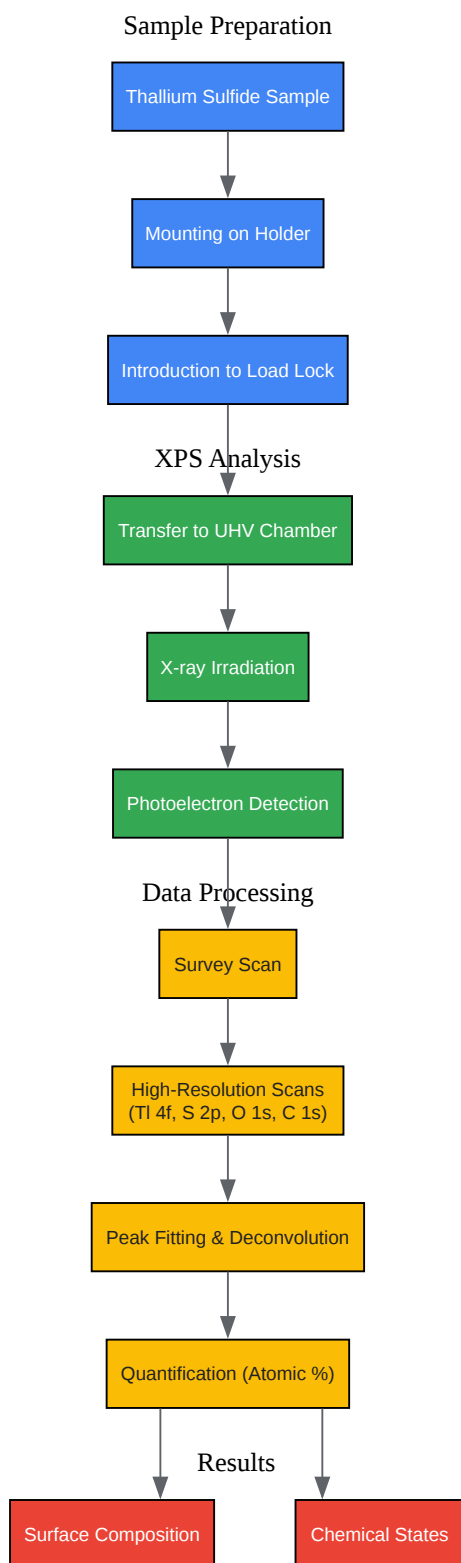 Sample Preparation
Thallium Sulfide Sample
Mounting on Holder
Introduction to Load Lock
XPS Analysis
Transfer to UHV Chamber
X-ray Irradiation
Photoelectron Detection
Data Processing
Survey Scan
High-Resolution Scans
(Tl 4f, S 2p, O 1s, C 1s)
Peak Fitting & Deconvolution
Quantification (Atomic %)
Results
Surface Composition
Chemical States